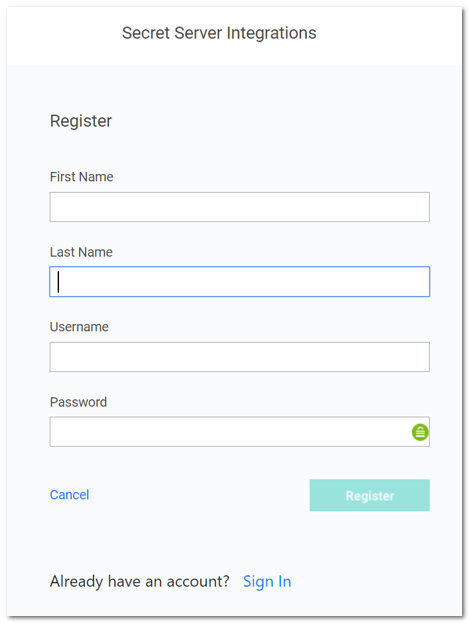 Secret Server Integrations
Register
First Name
Last Name
Username
Password
Cancel Register
Already have an account? Sign In